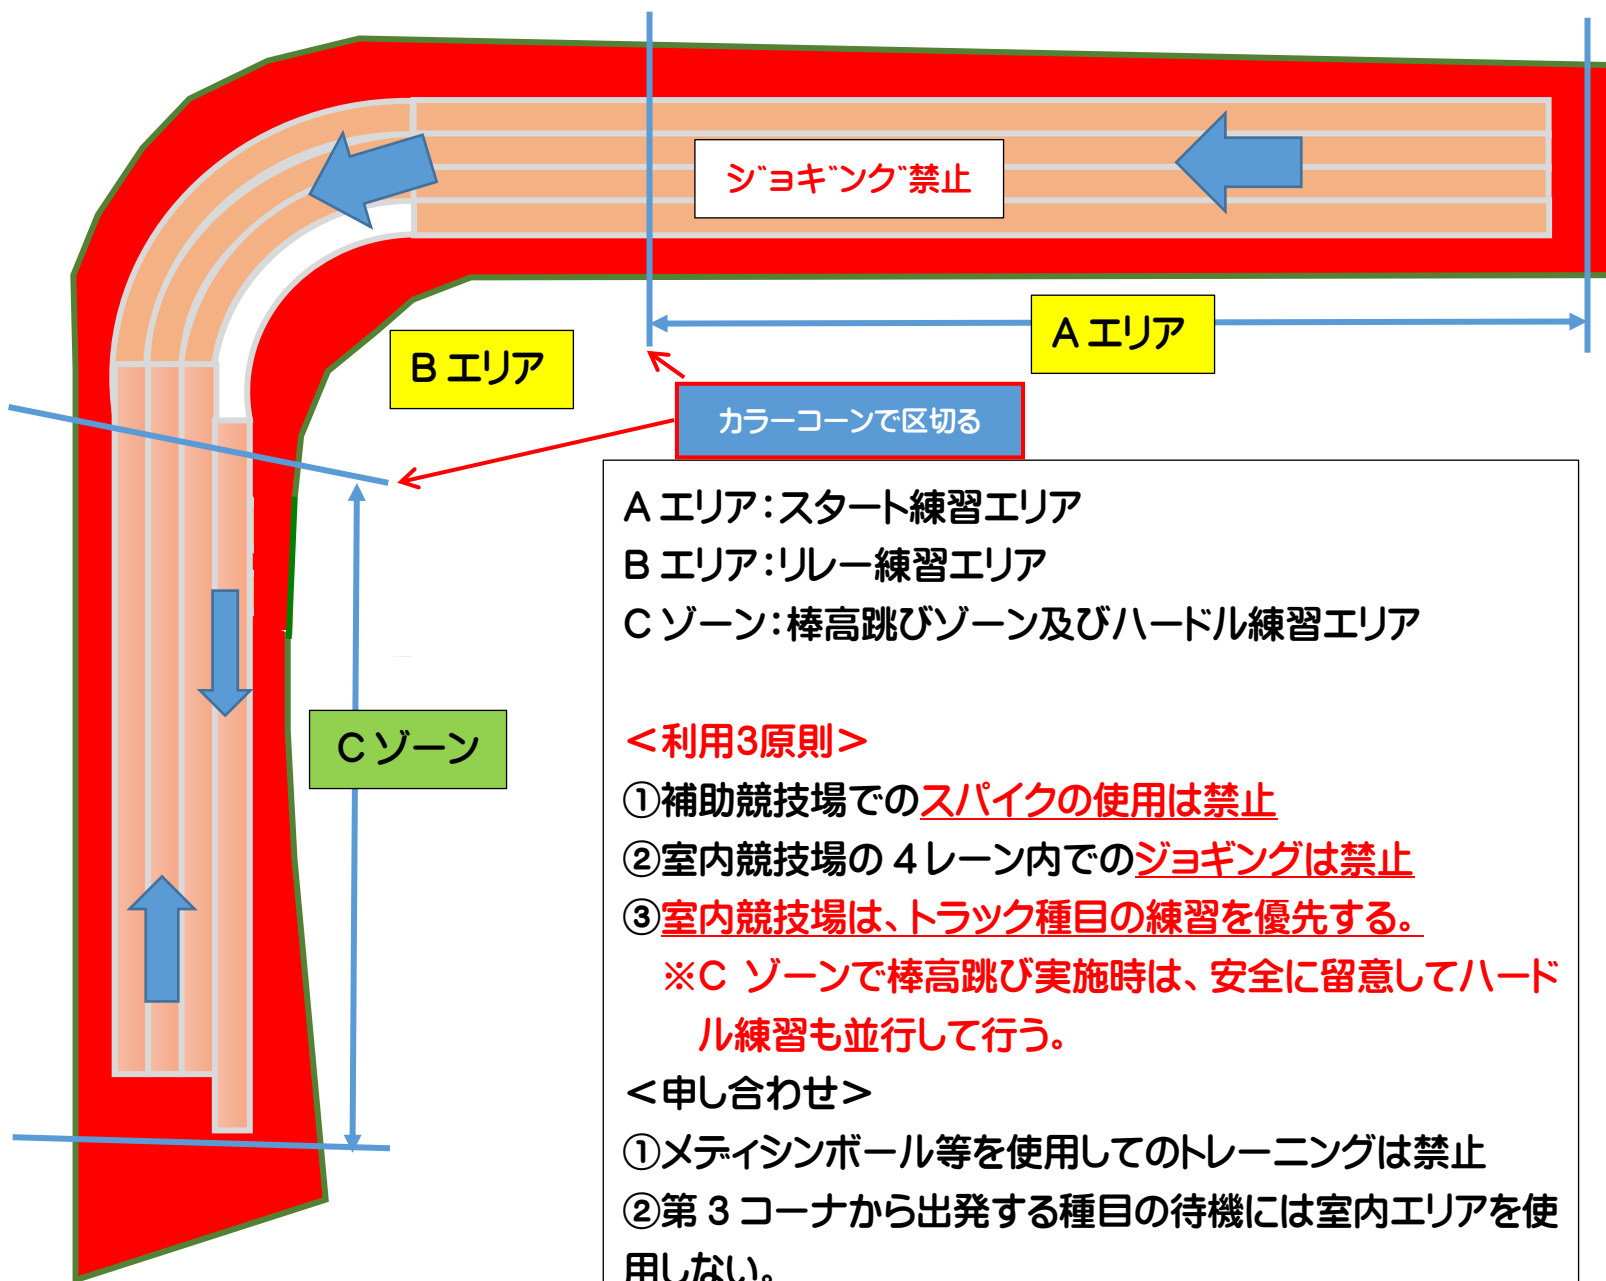 ジョギング禁止
A エリア
B エリア
カラーコーンで区切る
C ゾーン
A エリア：スタート練習エリア
B エリア：リレー練習エリア
C ゾーン：棒高跳びゾーン及びハードル練習エリア
＜利用3原則＞
①補助競技場でのスパイクの使用は禁止
②室内競技場の 4 レーン内でのジョギングは禁止
③室内競技場は、トラック種目の練習を優先する。
※C ゾーンで棒高跳び実施時は、安全に留意してハード
ル練習も並行して行う。
＜申し合わせ＞
①メディシンボール等を使用してのトレーニングは禁止
②第 3 コーナから出発する種目の待機には室内エリアを使
用しない。